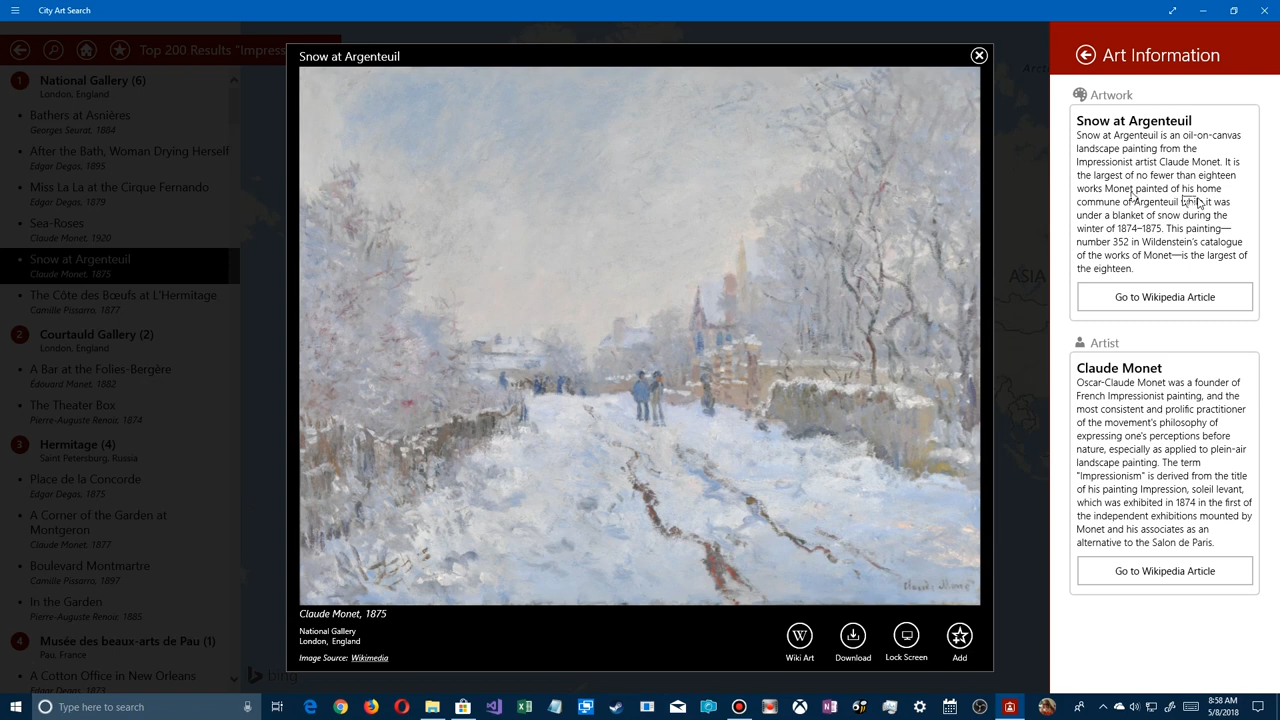 City Art Search
Top 200 Results "Impress
1 National Gallery (6)
London, England
Bathers at Asnières
Georges Seurat, 1884
After the Bath, Woman Drying Herself
Edgar Degas, 1895
Miss La La at the Cirque Fernando
Edgar Degas, 1879
Sea-Roses
Claude Monet, 1920
Snow at Argenteuil
Claude Monet, 1875
The Côte des Bœufs at L'Hermitage
Camille Pissarro, 1877
2 Courtauld Gallery (2)
London, England
A Bar at the Folies-Bergère
Édouard Manet, 1882
The Theater Box
Pierre-Auguste Renoir, 1874
3 Hermitage (4)
Saint Petersburg, Russia
Place de la Concorde
Edgar Degas, 1875
A Corner of the Garden at
Montgeron
Claude Monet, 1877
Boulevard Montmartre
Camille Pissarro, 1897
In the Garden
Pierre-Auguste Renoir, 1885
4 Musée des beaux-arts de Pau (1)
Pau, France
A Cotton Office in New Orleans
Edgar Degas, 1873
Snow at Argenteuil
Claude Monet
Claude Monet, 1875
National Gallery
London, England
Image Source: Wikimedia
W
Wiki Art
Download
Lock Screen
Add
bing
ASIA
Art Information
Artwork
Snow at Argenteuil
Snow at Argenteuil is an oil-on-canvas
landscape painting from the
Impressionist artist Claude Monet. It is
the largest of no fewer than eighteen
works Monet painted of his home
commune of Argenteuil while it was
under a blanket of snow during the
winter of 1874–1875. This painting—
number 352 in Wildenstein's catalogue
of the works of Monet—is the largest of
the eighteen.
Go to Wikipedia Article
Artist
Claude Monet
Oscar-Claude Monet was a founder of
French Impressionist painting, and the
most consistent and prolific practitioner
of the movement's philosophy of
expressing one's perceptions before
nature, especially as applied to plein-air
landscape painting. The term
"Impressionism" is derived from the title
of his painting Impression, soleil levant,
which was exhibited in 1874 in the first of
the independent exhibitions mounted by
Monet and his associates as an
alternative to the Salon de Paris.
Go to Wikipedia Article
Type here to search
8:58 AM
5/8/2018